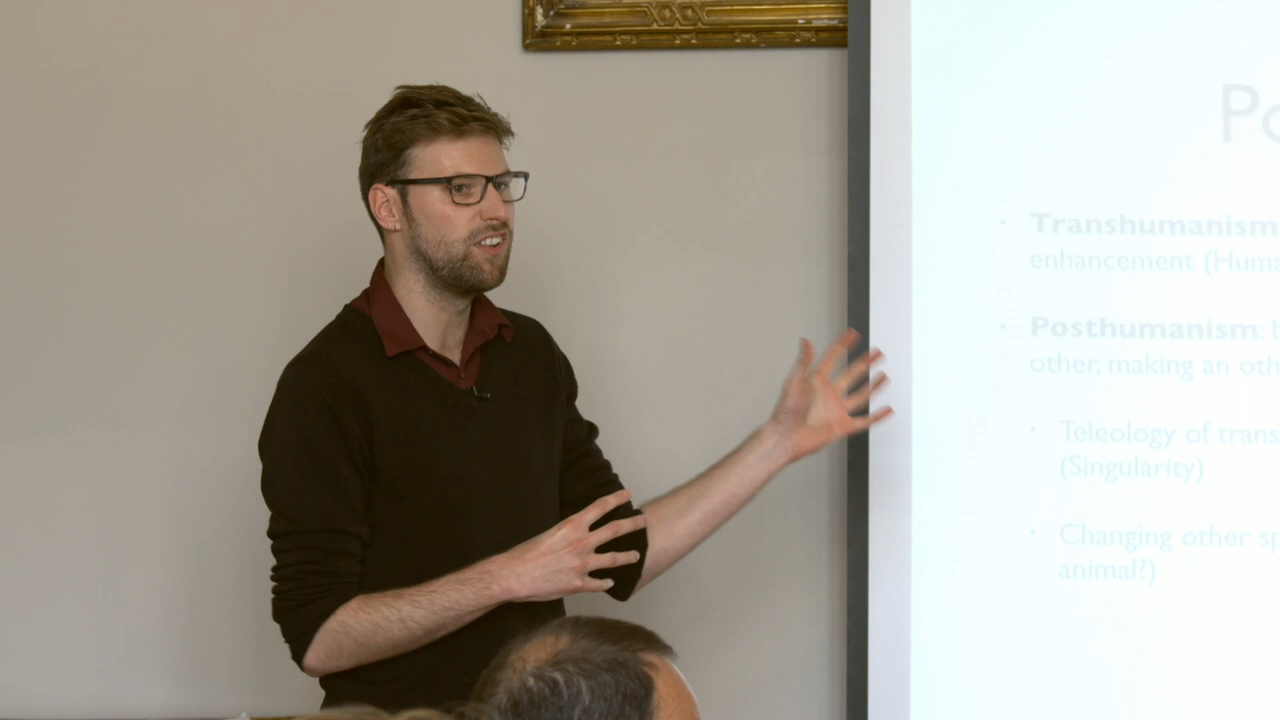 Po
Transhumanism
enhancement (Huma
Posthumanism: b
other, making an oth
Teleology of trans
(Singularity)
Changing other sp
animal?)